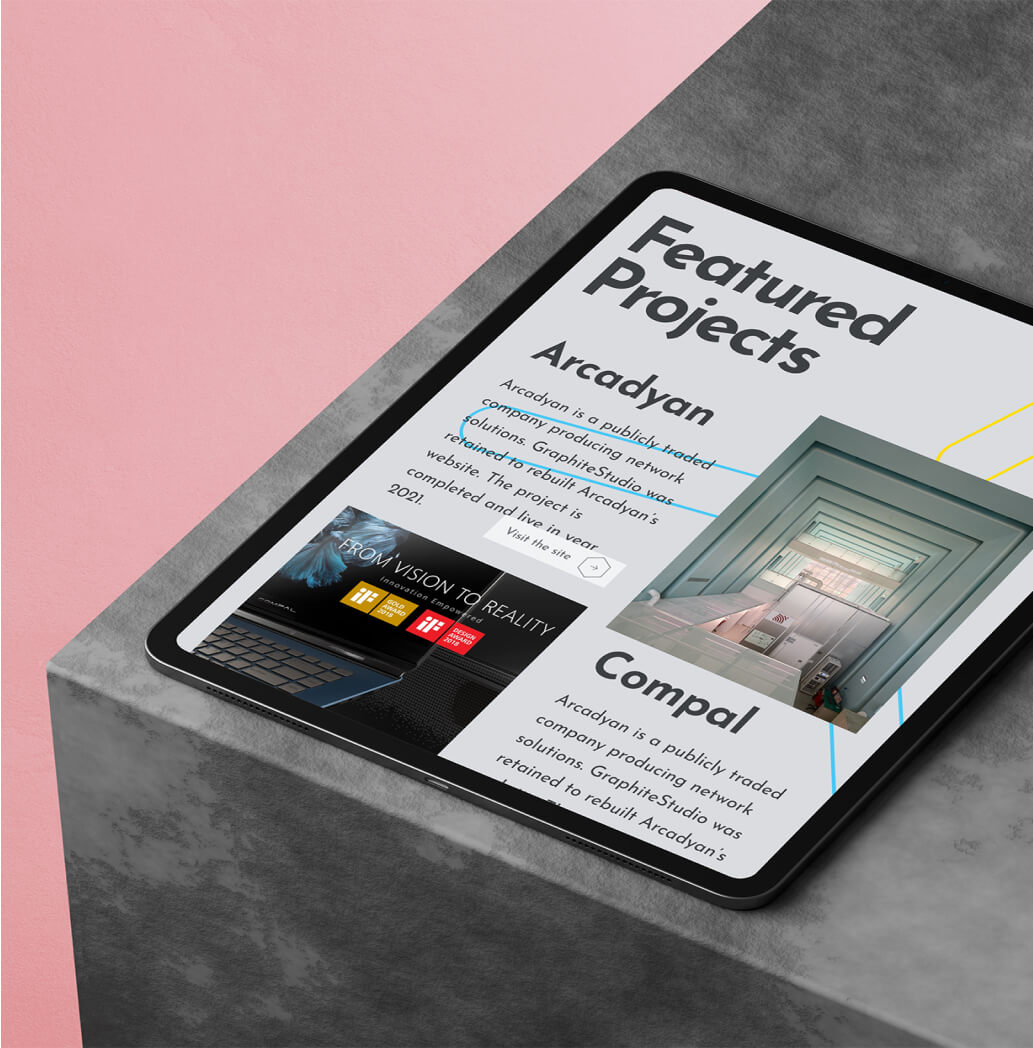 Featured
Projects
Arcadyan
Arcadyan is a publicly traded
company producing network
solutions. GraphiteStudio was
retained to rebuilt Arcadyan's
website. The project is
completed and live in year
2021.
Visit the site
FROM VISION TO REALITY
Innovation Empowered
iF
GOLD
AWARD
2018
iF
DESIGN
AWARD
2018
COMPAL
Compal
Arcadyan is a publicly traded
company producing network
solutions. GraphiteStudio was
retained to rebuilt Arcadyan's